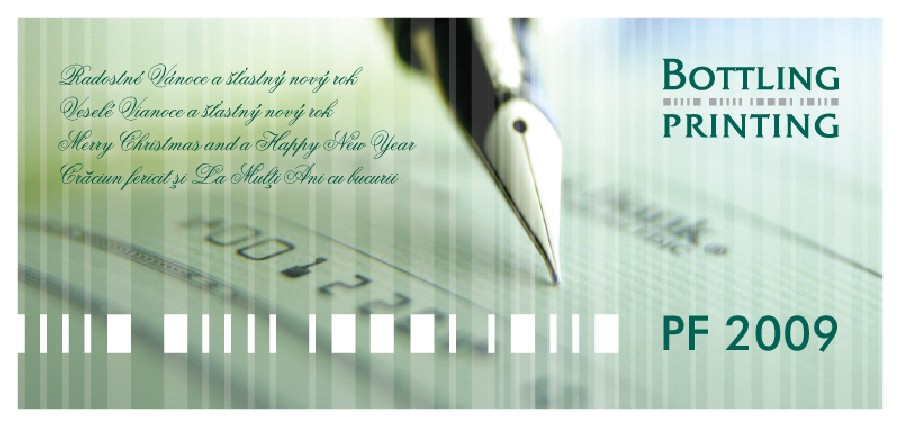 Radostné Vánoce a šťastný nový rok
Veselé Vianoce a šťastný nový rok
Merry Christmas and a Happy New Year
Crăciun fericit şi La Mulţi Ani cu bucurii
BOTTLING
PRINTING
PF 2009